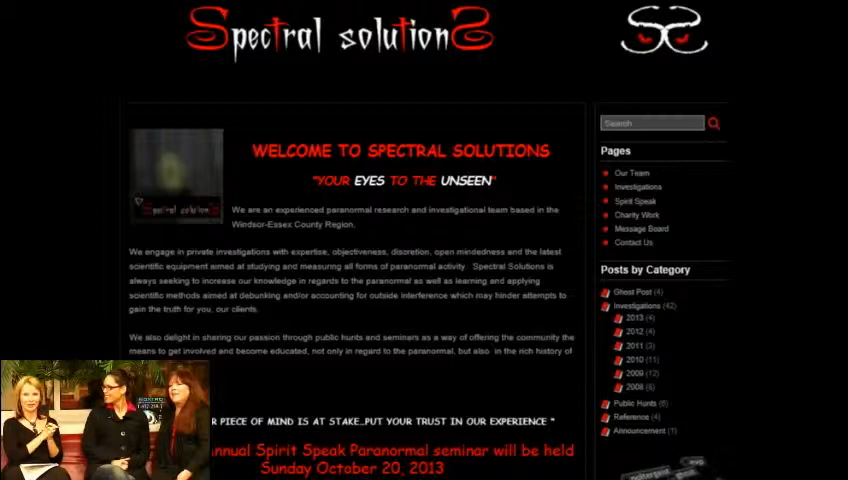 Spectral solutionS
Search
WELCOME TO SPECTRAL SOLUTIONS
"YOUR EYES TO THE UNSEEN"
Spectral solutionS
We are an experienced paranormal research and investigational team based in the
Windsor-Essex County Region.
We engage in private investigations with expertise, objectiveness, discretion, open mindedness and the latest
scientific equipment aimed at studying and measuring all forms of paranormal activity. Spectral Solutions is
always seeking to increase our knowledge in regards to the paranormal as well as learning and applying
scientific methods aimed at debunking and/or accounting for outside interference which may hinder attempts to
gain the truth for you, our clients.
We also delight in sharing our passion through public hunts and seminars as a way of offering the community the
means to get involved and become educated, not only in regard to the paranormal, but also in the rich history of
R PIECE OF MIND IS AT STAKE...PUT YOUR TRUST IN OUR EXPERIENCE "
nnual Spirit Speak Paranormal seminar will be held
Sunday October 20, 2013
Pages
Our Team
Investigations
Spirit Speak
Charity Work
Message Board
Contact Us
Posts by Category
Ghost Post (4)
Investigations (42)
2013 (4)
2012 (4)
2011 (3)
2010 (11)
2009 (12)
2008 (6)
Public Hunts (6)
Reference (4)
Announcement (1)
poltergeist
evp